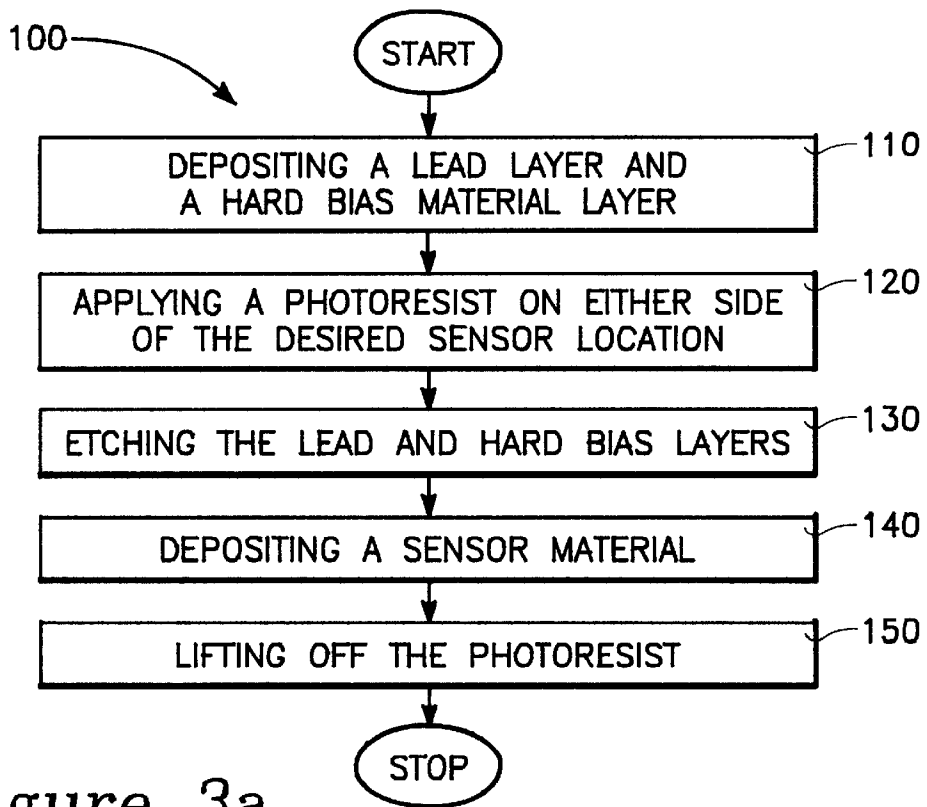 100
START
DEPOSITING A LEAD LAYER AND
A HARD BIAS MATERIAL LAYER
110
APPLYING A PHOTORESIST ON EITHER SIDE
OF THE DESIRED SENSOR LOCATION
120
ETCHING THE LEAD AND HARD BIAS LAYERS
130
DEPOSITING A SENSOR MATERIAL
140
LIFTING OFF THE PHOTORESIST
150
STOP
3a